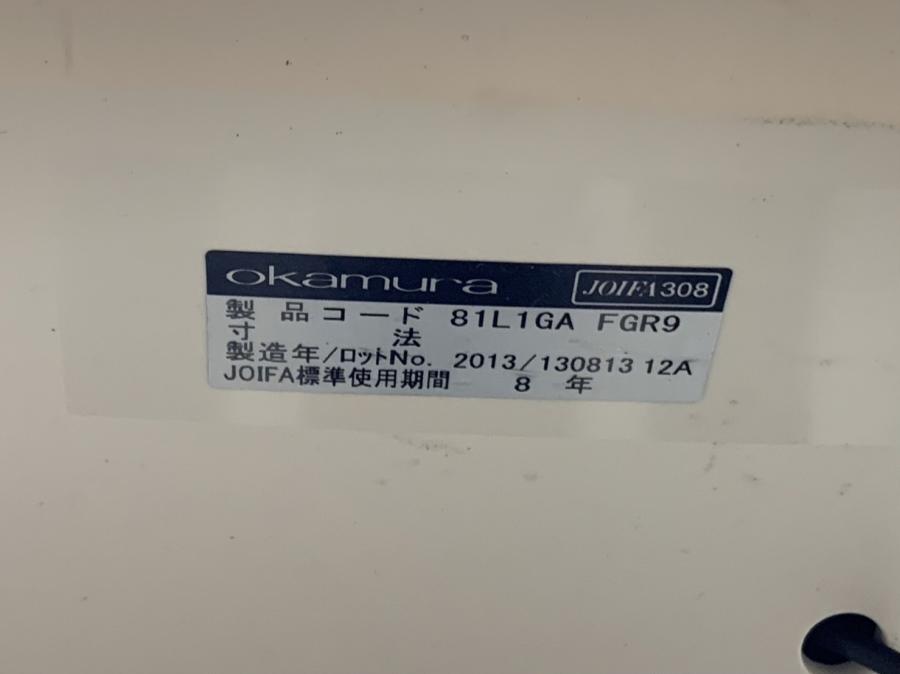 okamura JOIFA308
製品コード 81L1GA FGR9
寸法
製造年/ロットNo. 2013/130813 12A
JOIFA標準使用期間 8 年